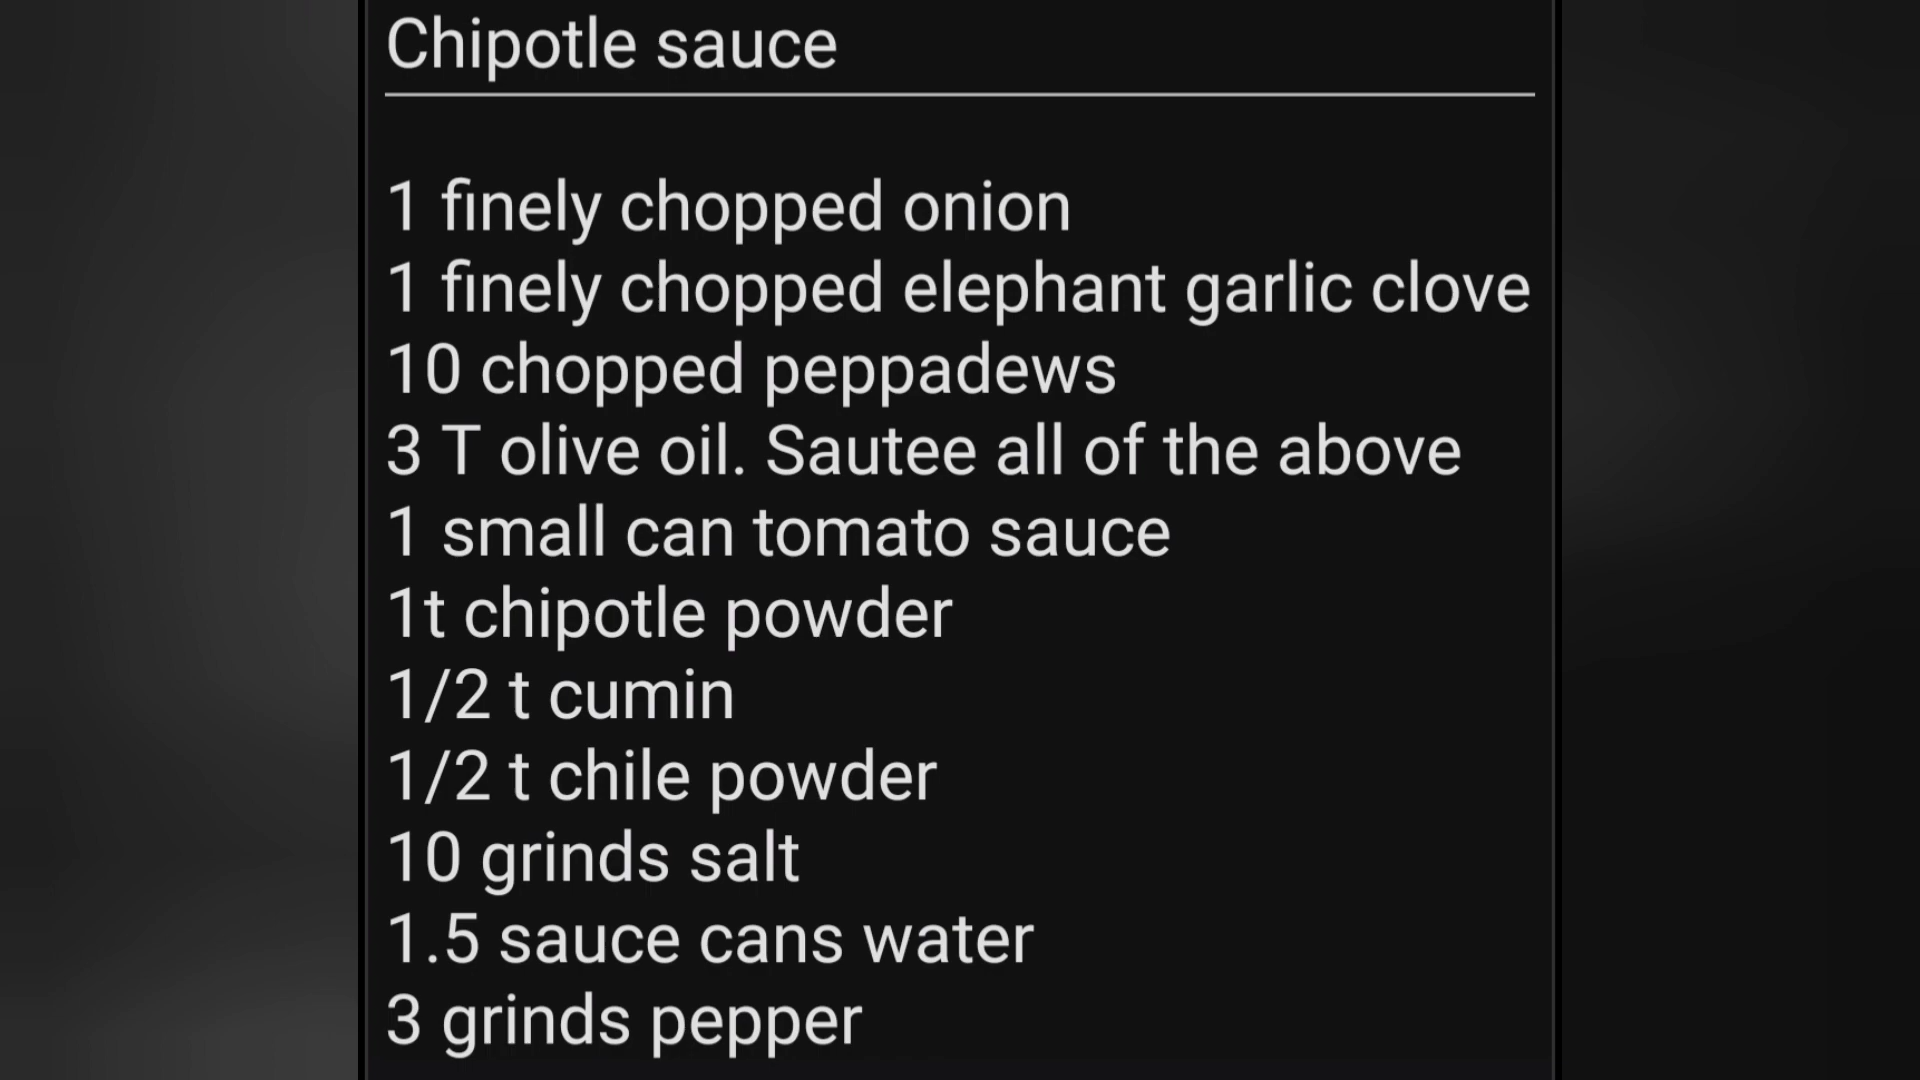 Chipotle sauce
1 finely chopped onion
1 finely chopped elephant garlic clove
10 chopped peppadews
3 T olive oil. Sautee all of the above
1 small can tomato sauce
1t chipotle powder
1/2 t cumin
1/2 t chile powder
10 grinds salt
1.5 sauce cans water
3 grinds pepper